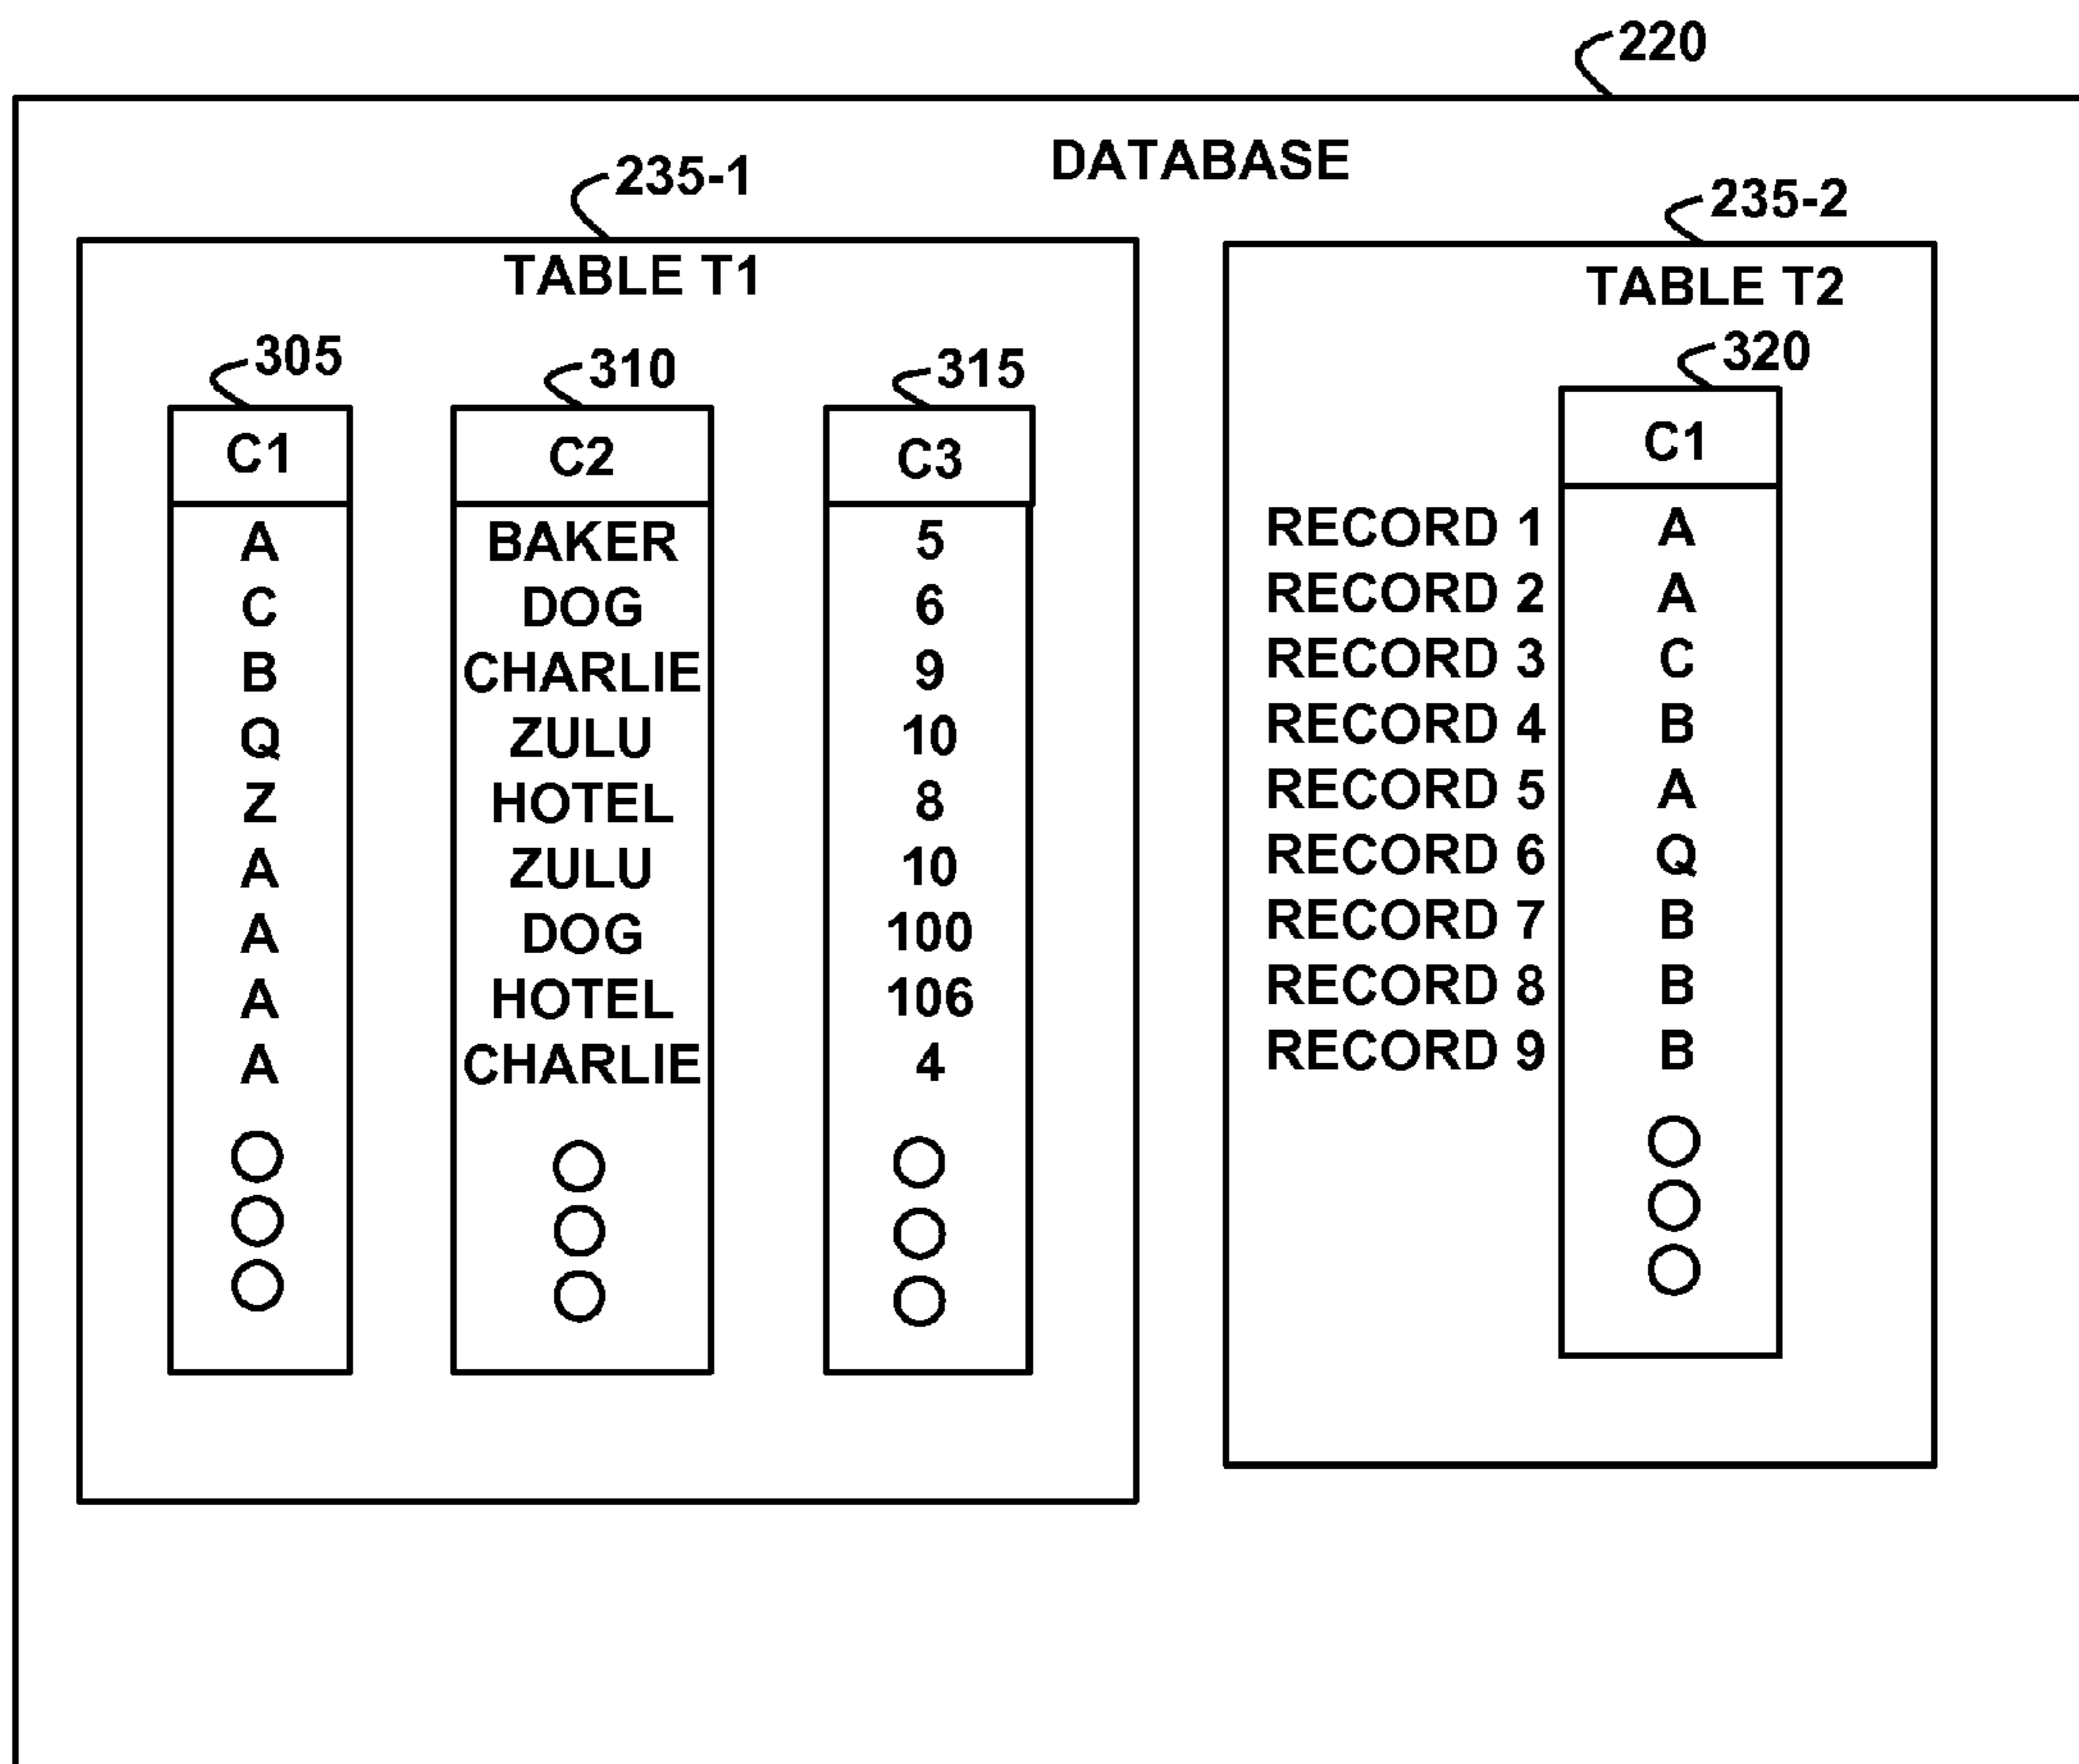 220
DATABASE
235-1
235-2
TABLE T1
TABLE T2
305
310
315
320
C1
C2
C3
C1
A BAKER 5
C DOG 6
B CHARLIE 9
Q ZULU 10
Z HOTEL 8
A ZULU 10
A DOG 100
A HOTEL 106
A CHARLIE 4
RECORD 1 A
RECORD 2 A
RECORD 3 C
RECORD 4 B
RECORD 5 A
RECORD 6 Q
RECORD 7 B
RECORD 8 B
RECORD 9 B